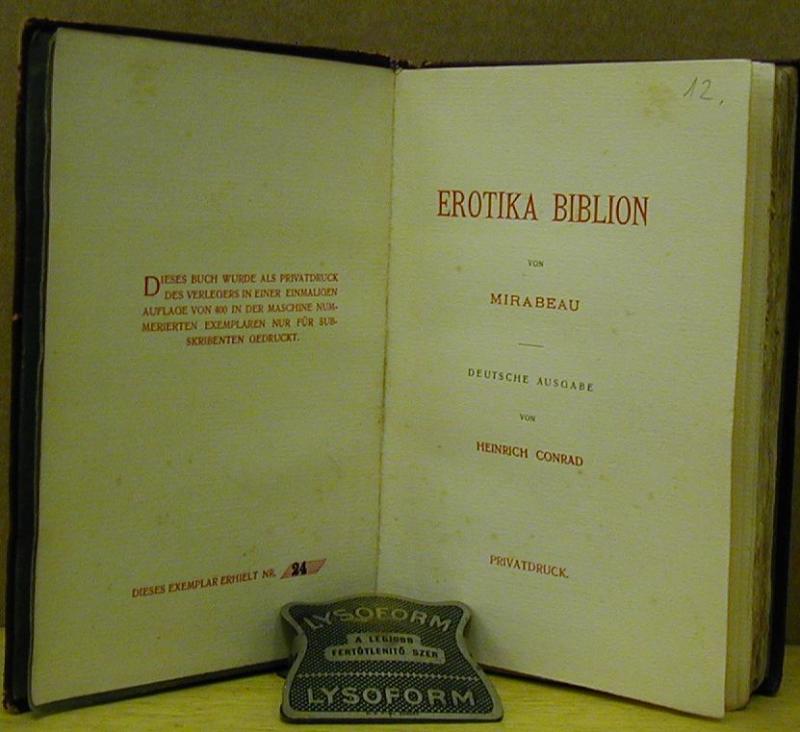 DIESES BUCH WURDE ALS PRIVATDRUCK
DES VERLEGERS IN EINER EINMALIGEN
AUFLAGE VON 800 IN DER MASCHINE NUM-
MERIERTEN EXEMPLAREN NUR FÜR SUB-
SKRIBENTEN GEDRUCKT.
DIESES EXEMPLAR ERHIELT NR. 24
12.
EROTIKA BIBLION
VON
MIRABEAU
DEUTSCHE AUSGABE
VON
HEINRICH CONRAD
PRIVATDRUCK.
LYSOFORM
A LEGJOBB
FERTŐTLENITŐ SZER
LYSOFORM